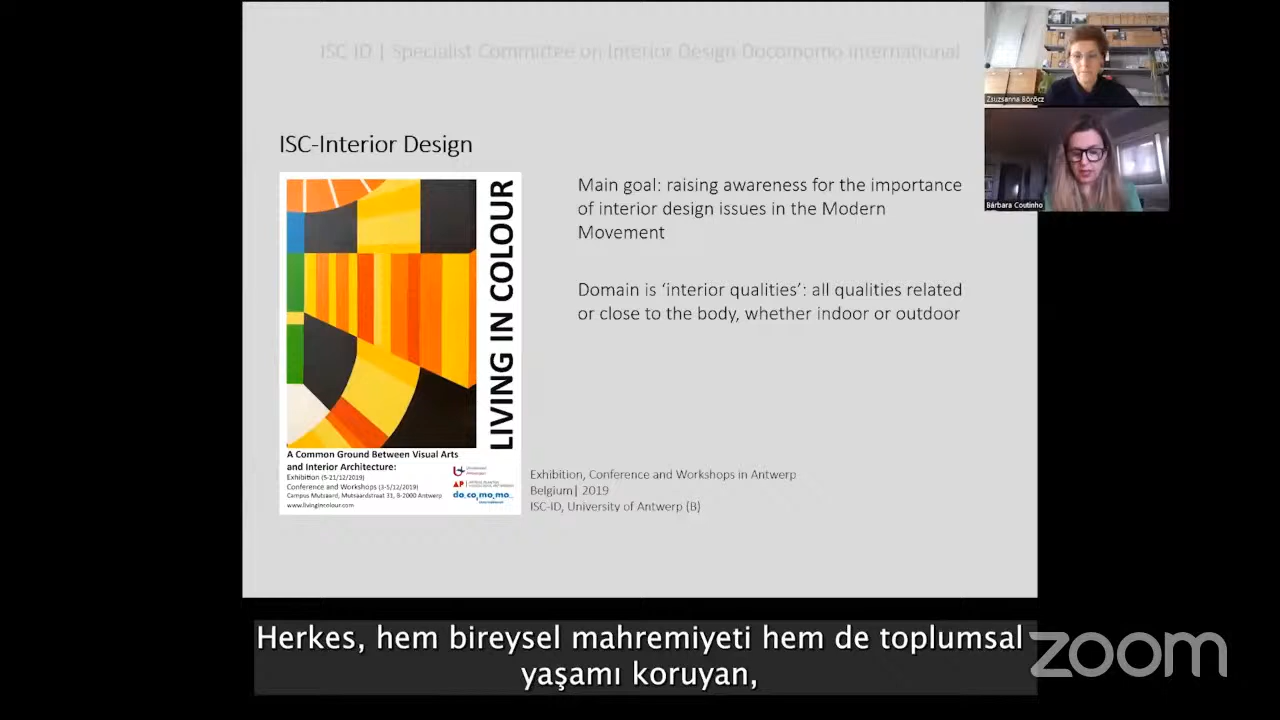 ISC ID | Specialist Committee on Interior Design Docomomo International
Zsuzsanna Böröcz
Bárbara Coutinho
ISC-Interior Design
LIVING IN COLOUR
A Common Ground Between Visual Arts
and Interior Architecture:
Exhibition (5-21/12/2019)
Conference and Workshops (3-5/12/2019)
Campus Mutsaard, Mutsaardstraat 31, B-2000 Antwerp
www.livingincolour.com
AP
do_co,mo,mo_
Main goal: raising awareness for the importance
of interior design issues in the Modern
Movement
Domain is ‘interior qualities’: all qualities related
or close to the body, whether indoor or outdoor
Exhibition, Conference and Workshops in Antwerp
Belgium| 2019
ISC-ID, University of Antwerp (B)
Herkes, hem bireysel mahremiyeti hem de toplumsal
yaşamı koruyan,
zoom